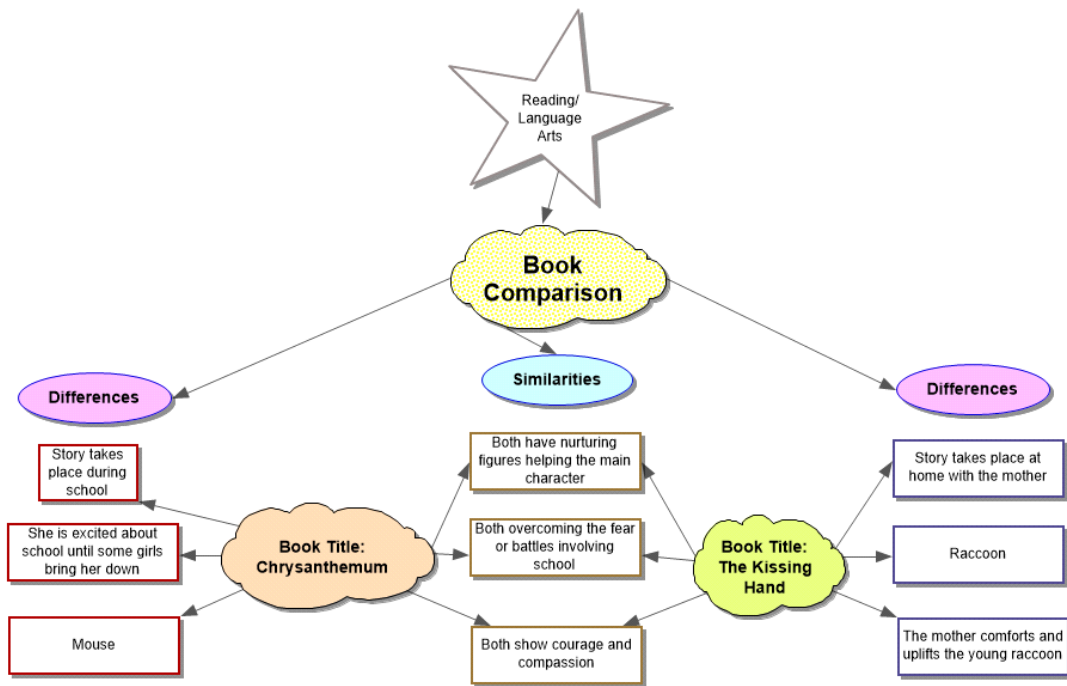 Reading/
Language
Arts
Book
Comparison
Differences
Similarities
Differences
Story takes
place during
school
She is excited about
school until some girls
bring her down
Mouse
Book Title:
Chrysanthemum
Both have nurturing
figures helping the main
character
Both overcoming the fear
or battles involving
school
Both show courage and
compassion
Book Title:
The Kissing
Hand
Story takes place at
home with the mother
Raccoon
The mother comforts and
uplifts the young raccoon